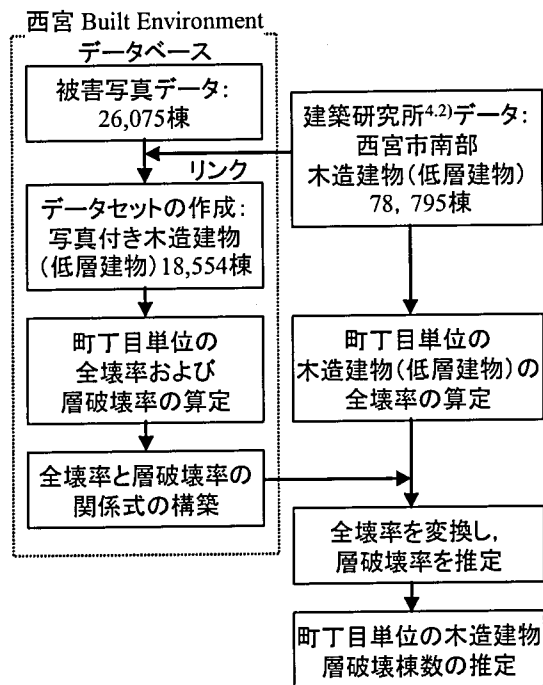 西宮 Built Environment
データベース
被害写真データ:
26,075棟
建築研究所4.2)データ:
西宮市南部
木造建物(低層建物)
78, 795棟
リンク
データセットの作成:
写真付き木造建物
(低層建物)18,554棟
町丁目単位の
全壊率および
層破壊率の算定
町丁目単位の
木造建物(低層建物)の
全壊率の算定
全壊率と層破壊率の
関係式の構築
全壊率を変換し,
層破壊率を推定
町丁目単位の木造建物
層破壊棟数の推定